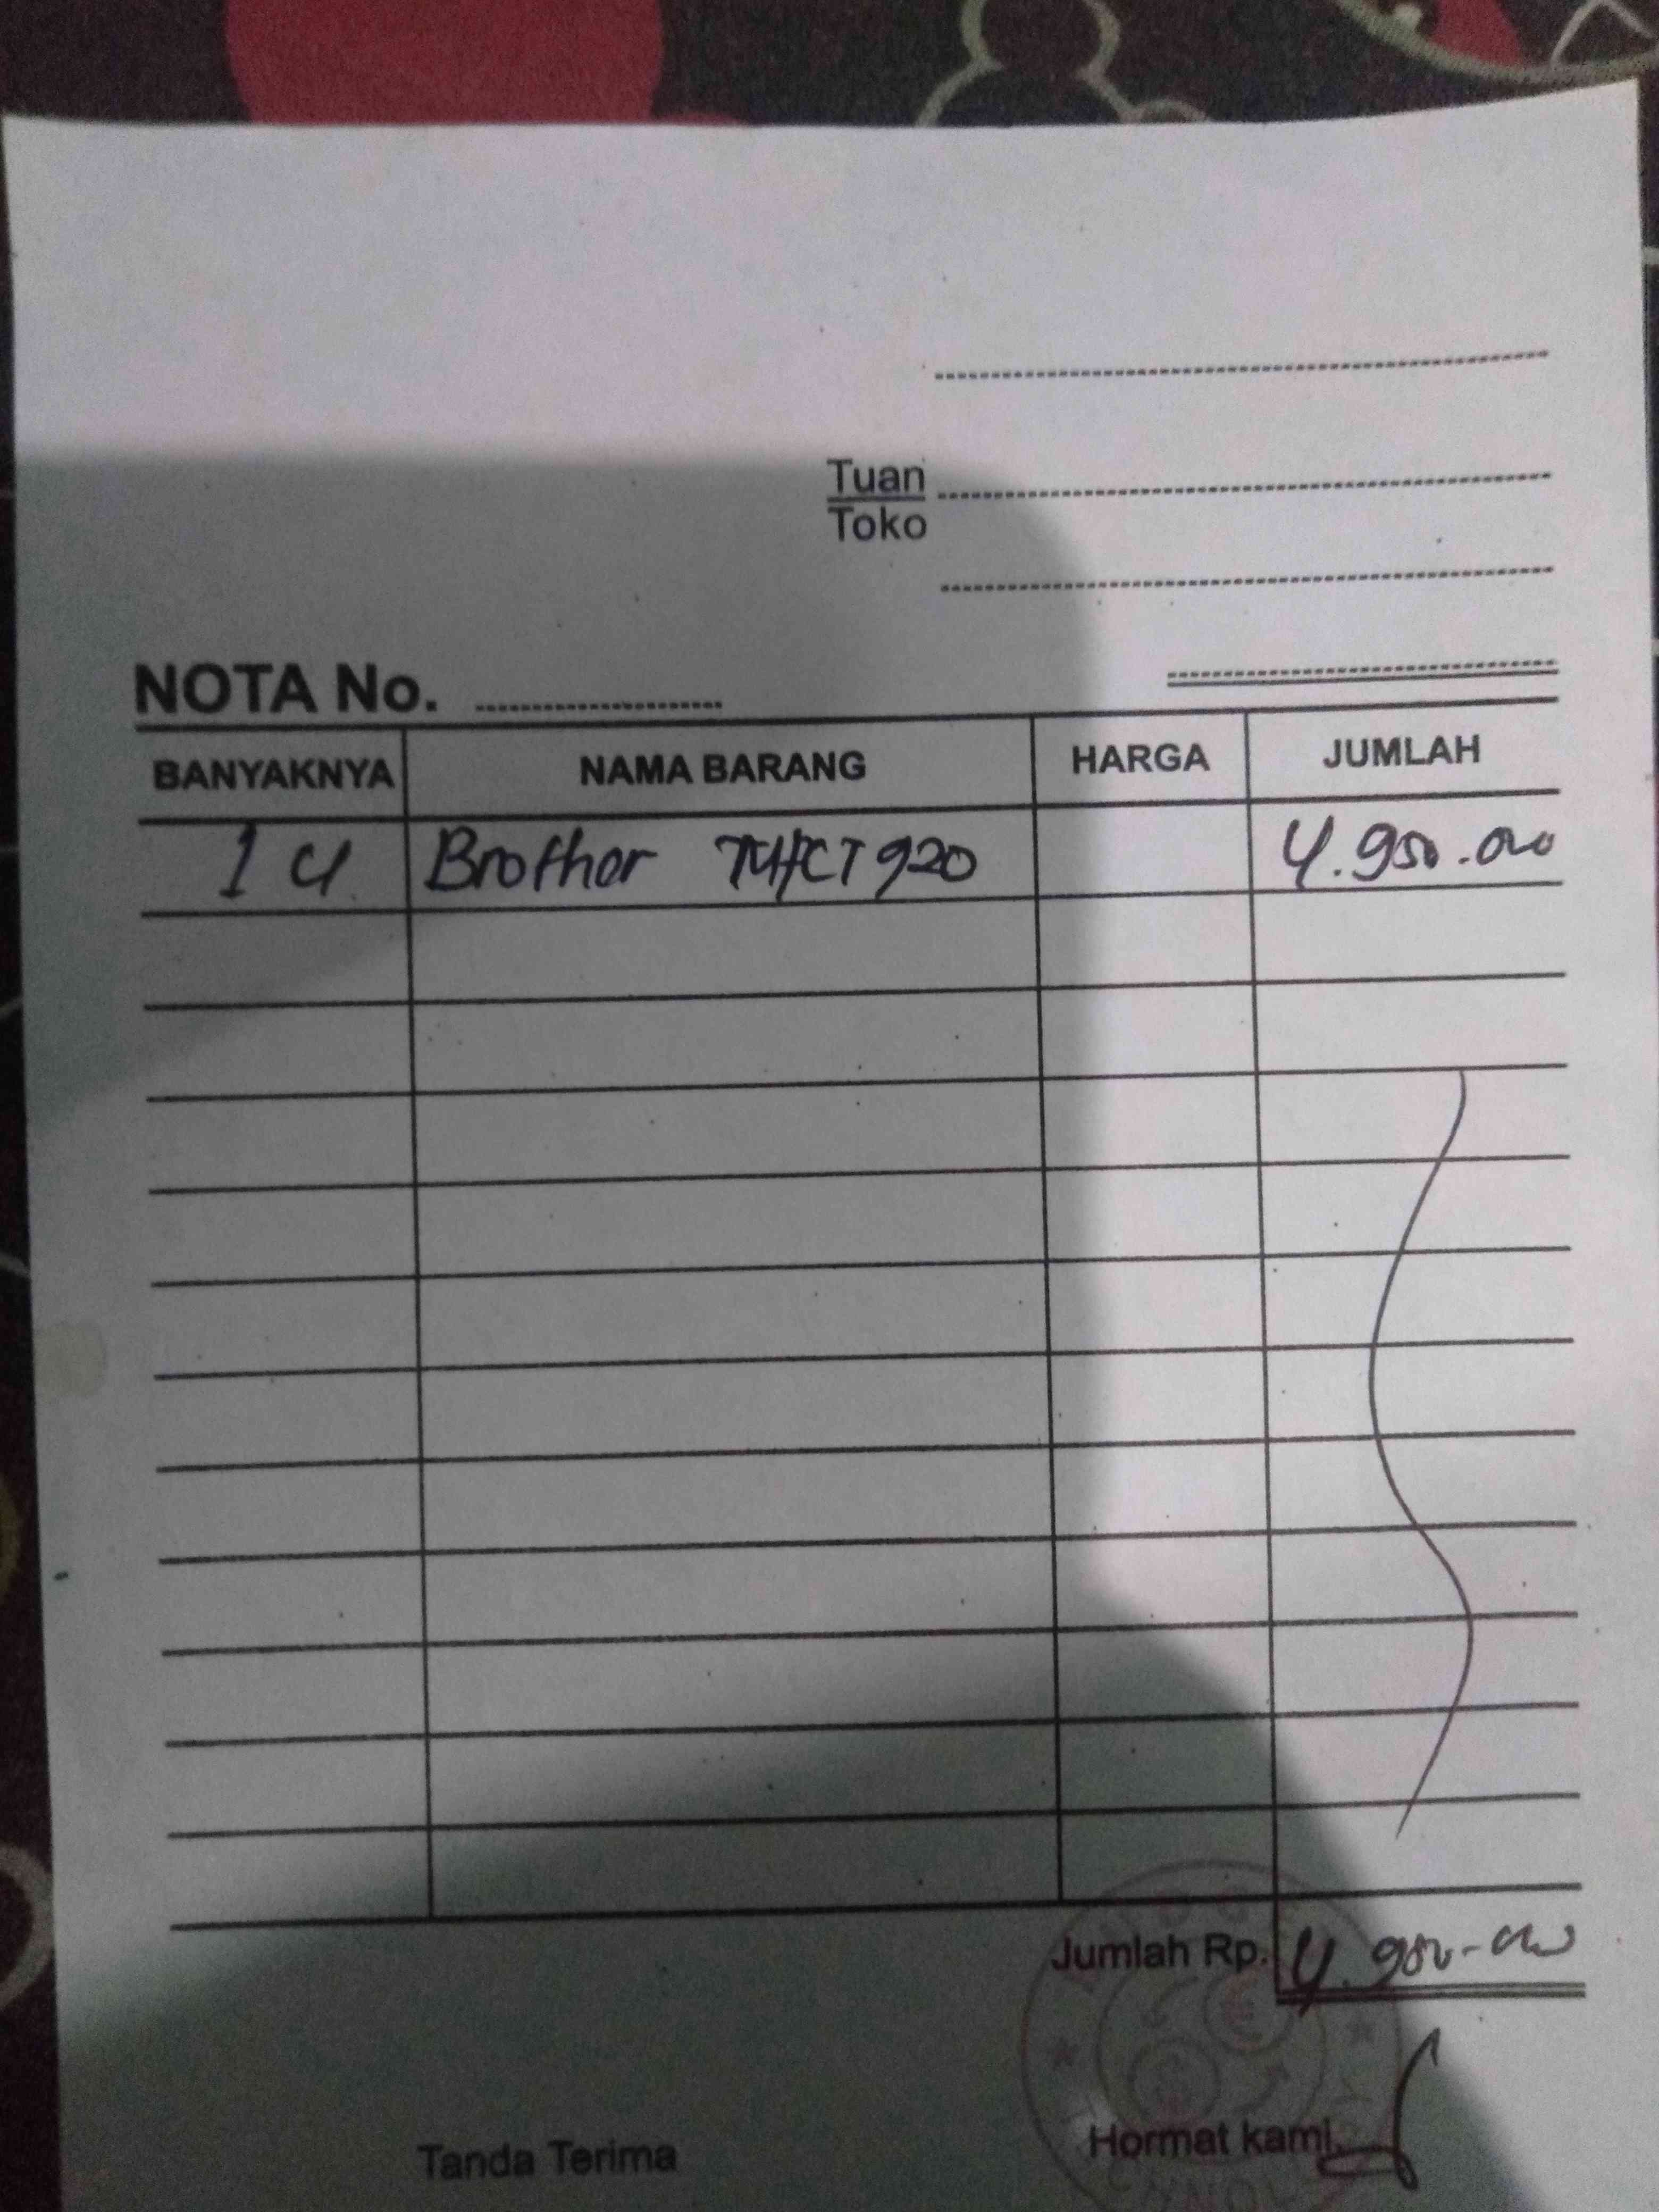 Tuan
Toko
NOTA No.
BANYAKNYA NAMA BARANG HARGA JUMLAH
1 U Brother T920 4.950.000
Jumlah Rp. 4.950.000
Tanda Terima Hormat kami,